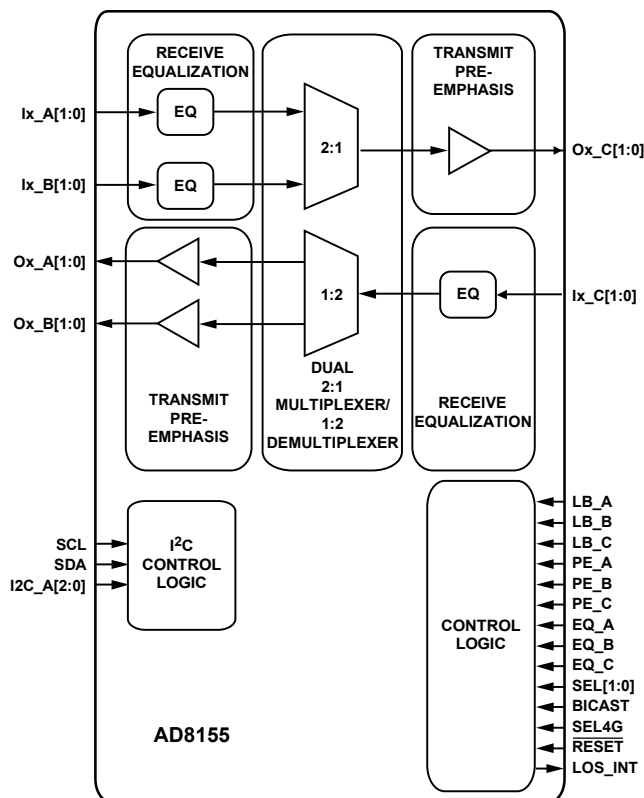 RECEIVE
EQUALIZATION
TRANSMIT
PRE-
EMPHASIS
Ix_A[1:0]
EQ
2:1
Ox_C[1:0]
Ix_B[1:0]
EQ
Ox_A[1:0]
1:2
EQ
Ix_C[1:0]
Ox_B[1:0]
TRANSMIT
PRE-
EMPHASIS
DUAL
2:1
MULTIPLEXER/
1:2
DEMULTIPLEXER
RECEIVE
EQUALIZATION
SCL
SDA
I2C_A[2:0]
I²C
CONTROL
LOGIC
CONTROL
LOGIC
LB_A
LB_B
LB_C
PE_A
PE_B
PE_C
EQ_A
EQ_B
EQ_C
SEL[1:0]
BICAST
SEL4G
RESET
LOS_INT
AD8155